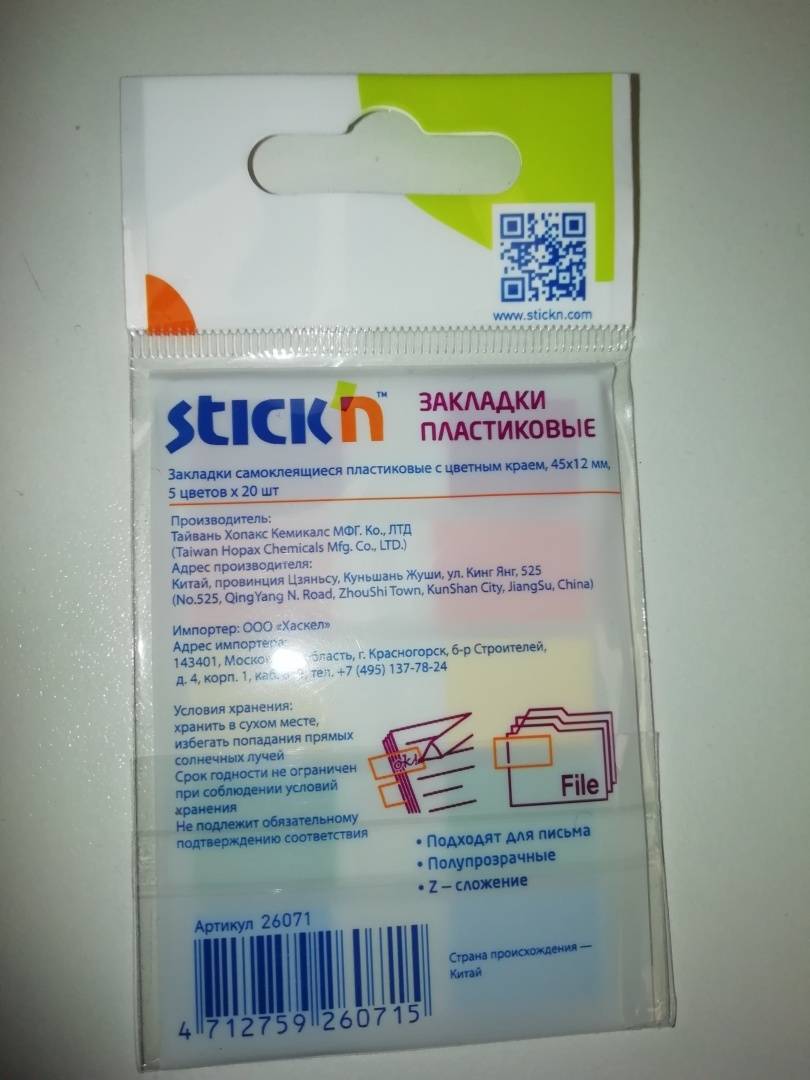 www.stickn.com
STICK'n™
ЗАКЛАДКИ
ПЛАСТИКОВЫЕ
Закладки самоклеящиеся пластиковые с цветным краем, 45x12 мм,
5 цветов x 20 шт
Производитель:
Тайвань Хопакс Кемикалс МФГ. Ко., ЛТД
(Taiwan Hopax Chemicals Mfg. Co., LTD.)
Адрес производителя:
Китай, провинция Цзяньсу, Куньшань Жуши, ул. Кинг Янг, 525
(No.525, QingYang N. Road, ZhouShi Town, KunShan City, JiangSu, China)
Импортер: ООО «Хаскел»
Адрес импортера:
143401, область, г. Красногорск, б-р Строителей,
д. 4, корп. 1, тел. +7 (495) 137-78-24
Условия хранения:
хранить в сухом месте,
избегать попадания прямых
солнечных лучей
Срок годности не ограничен
при соблюдении условий
хранения
Не подлежит обязательному
подтверждению соответствия
File
• Подходят для письма
• Полупрозрачные
• Z – сложение
Артикул 26071
4 712759 260715
Страна происхождения —
Китай